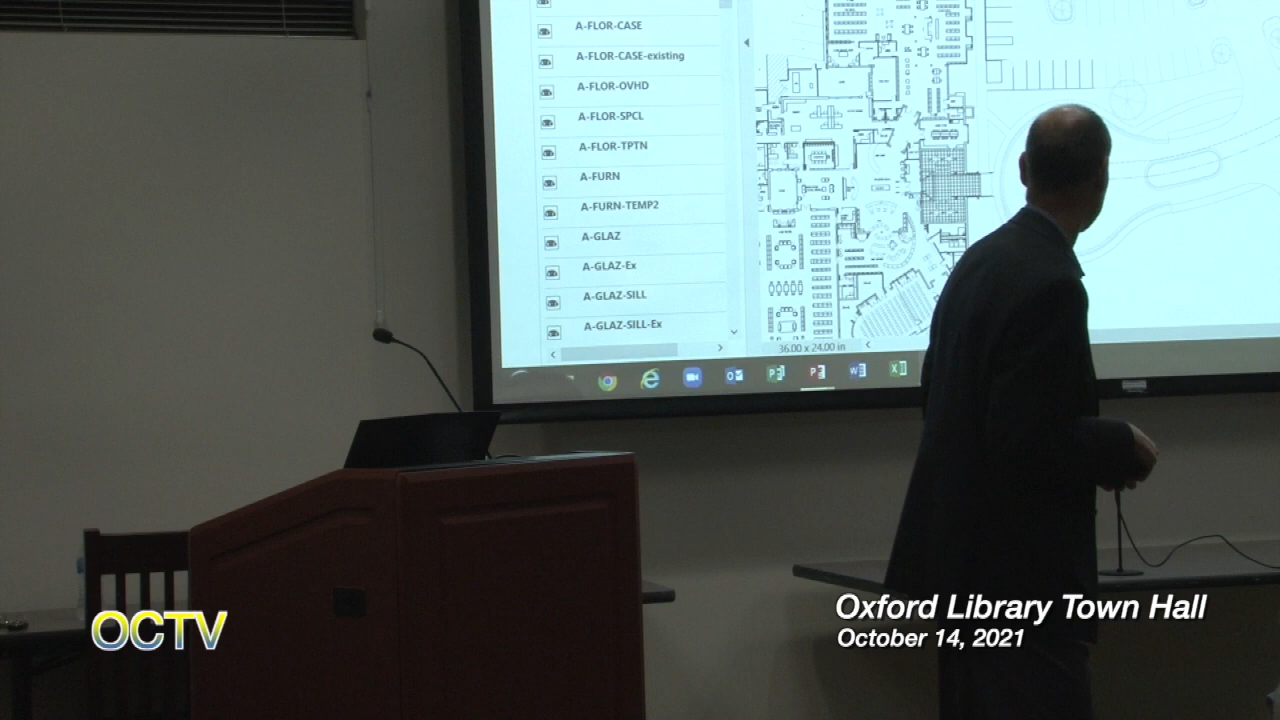 A-FLOR-CASE
A-FLOR-CASE-existing
A-FLOR-OVHD
A-FLOR-SPCL
A-FLOR-TPTN
A-FURN
A-FURN-TEMP2
A-GLAZ
A-GLAZ-Ex
A-GLAZ-SILL
A-GLAZ-SILL-Ex
36.00 x 24.00 in
OCTV
Oxford Library Town Hall
October 14, 2021